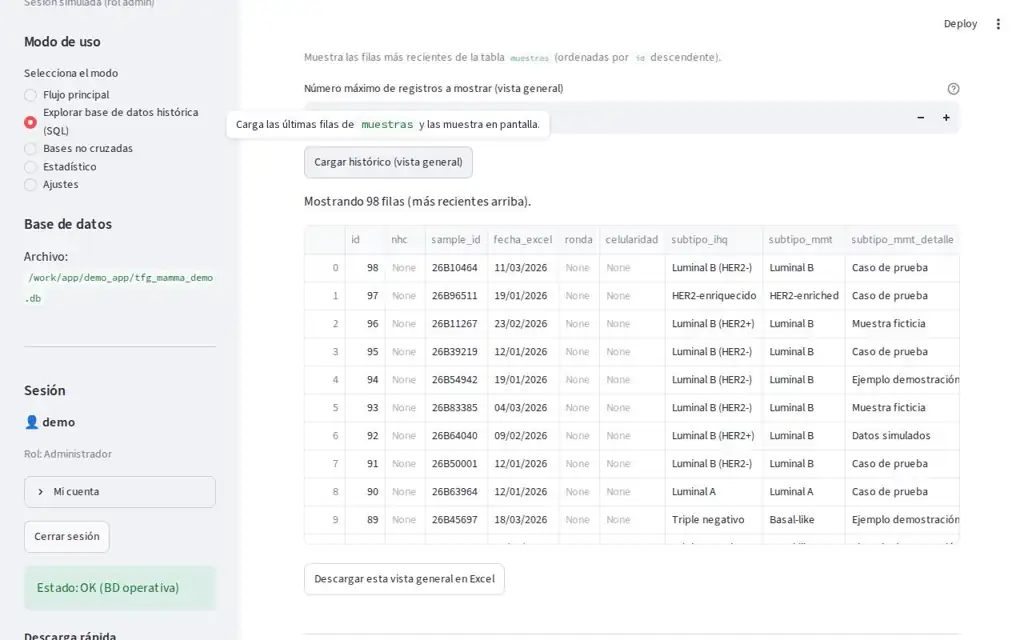 Sesión simulada (rol admin)
Modo de uso
Selecciona el modo
Flujo principal
Explorar base de datos histórica
(SQL)
Bases no cruzadas
Estadístico
Ajustes
Base de datos
Archivo:
/work/app/demo_app/tfg_mamma_demo
.db
Sesión
demo
Rol: Administrador
Mi cuenta
Cerrar sesión
Estado: OK (BD operativa)
Descarga rápida
Deploy
Muestra las filas más recientes de la tabla muestras (ordenadas por id descendente).
Número máximo de registros a mostrar (vista general)
Carga las últimas filas de muestras y las muestra en pantalla.
− +
Cargar histórico (vista general)
Mostrando 98 filas (más recientes arriba).
id nhc sample_id fecha_excel ronda celularidad subtipo_ihq subtipo_mmt subtipo_mmt_detalle
0 98 None 26B10464 11/03/2026 None None Luminal B (HER2-) Luminal B Caso de prueba
1 97 None 26B96511 19/01/2026 None None HER2-enriquecido HER2-enriched Caso de prueba
2 96 None 26B11267 23/02/2026 None None Luminal B (HER2+) Luminal B Muestra ficticia
3 95 None 26B39219 12/01/2026 None None Luminal B (HER2-) Luminal B Caso de prueba
4 94 None 26B54942 19/01/2026 None None Luminal B (HER2-) Luminal B Ejemplo demostración
5 93 None 26B83385 04/03/2026 None None Luminal B (HER2-) Luminal B Muestra ficticia
6 92 None 26B64040 09/02/2026 None None Luminal B (HER2+) Luminal B Datos simulados
7 91 None 26B50001 12/01/2026 None None Luminal B (HER2-) Luminal B Caso de prueba
8 90 None 26B63964 12/01/2026 None None Luminal A Luminal A Caso de prueba
9 89 None 26B45697 18/03/2026 None None Triple negativo Basal-like Ejemplo demostración
Descargar esta vista general en Excel